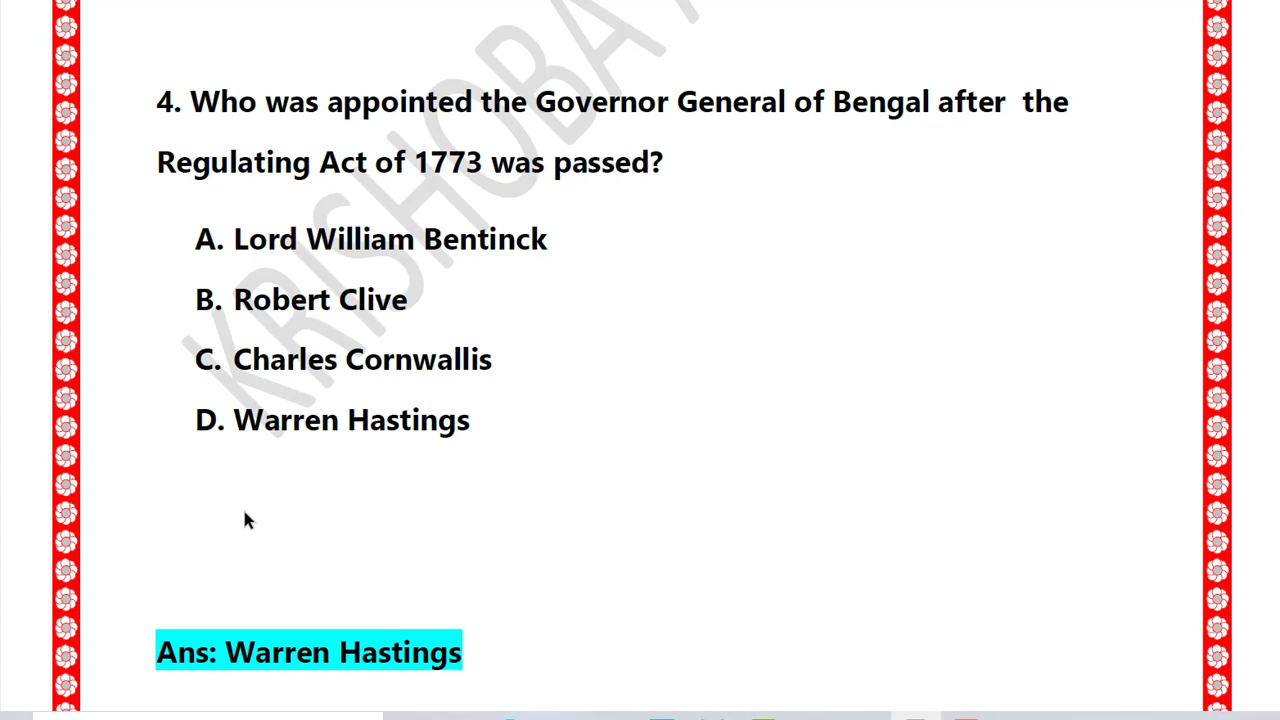 4. Who was appointed the Governor General of Bengal after  the
Regulating Act of 1773 was passed?
A. Lord William Bentinck
B. Robert Clive
C. Charles Cornwallis
D. Warren Hastings
Ans: Warren Hastings
KRISHOBA